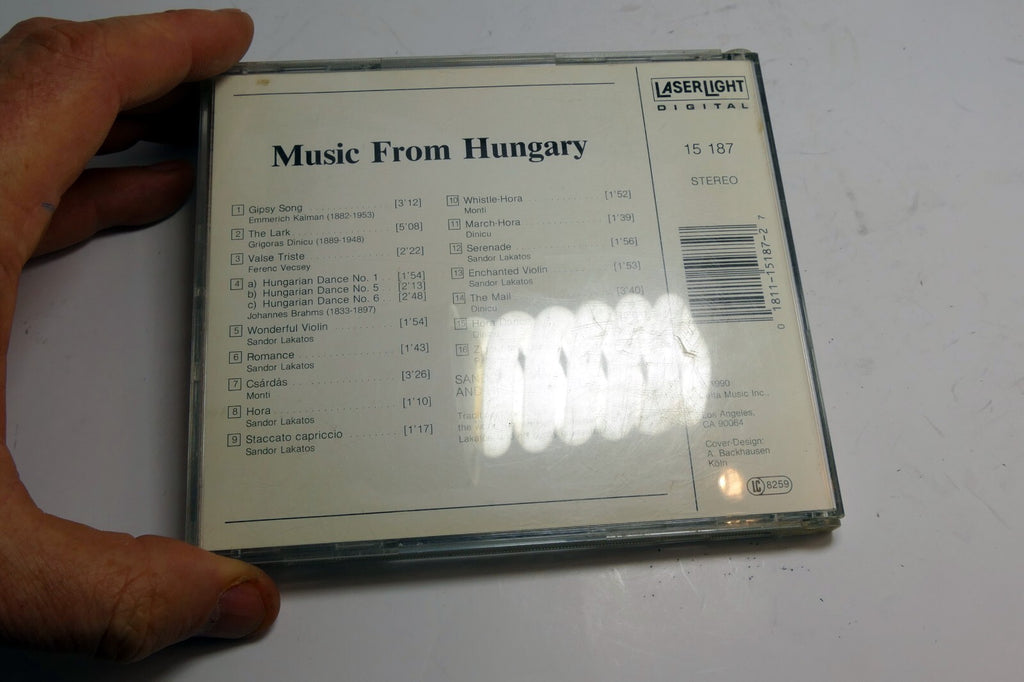 Music From Hungary
1 Gipsy Song [3'12]
Emmerich Kalman (1882-1953)
2 The Lark [5'08]
Grigoras Dinicu (1889-1948)
3 Valse Triste [2'22]
Ferenc Vecsey
4 a) Hungarian Dance No. 1 [1'54]
b) Hungarian Dance No. 5 [2'13]
c) Hungarian Dance No. 6 [2'48]
Johannes Brahms (1833-1897)
5 Wonderful Violin [1'54]
Sandor Lakatos
6 Romance [1'43]
Sandor Lakatos
7 Csárdás [3'26]
Monti
8 Hora [1'10]
Sandor Lakatos
9 Staccato capriccio [1'17]
Sandor Lakatos
10 Whistle-Hora [1'52]
Monti
11 March-Hora [1'39]
Dinicu
12 Serenade [1'56]
Sandor Lakatos
13 Enchanted Violin [1'53]
Sandor Lakatos
14 The Mail [3'40]
Dinicu
15
16
AND
the
LASERLIGHT
DIGITAL
15 187
STEREO
0 1811-15187-2 7
1990
Music Inc.,
Los Angeles,
CA 90064
Cover-Design:
A. Backhausen
Köln
LC 8259